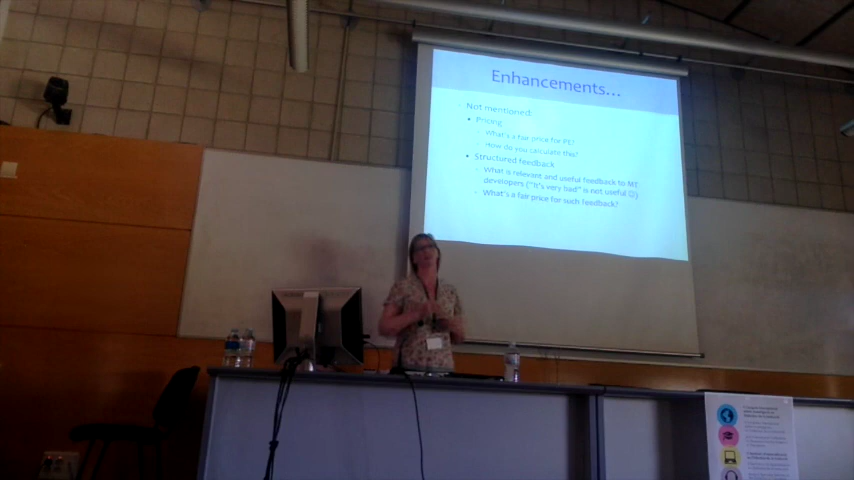 Enhancements...
Not mentioned:
Pricing
What's a fair price for PE?
How do you calculate this?
Structured feedback
What is relevant and useful feedback to MT
developers ("It's very bad" is not useful ☺)
What's a fair price for such feedback?